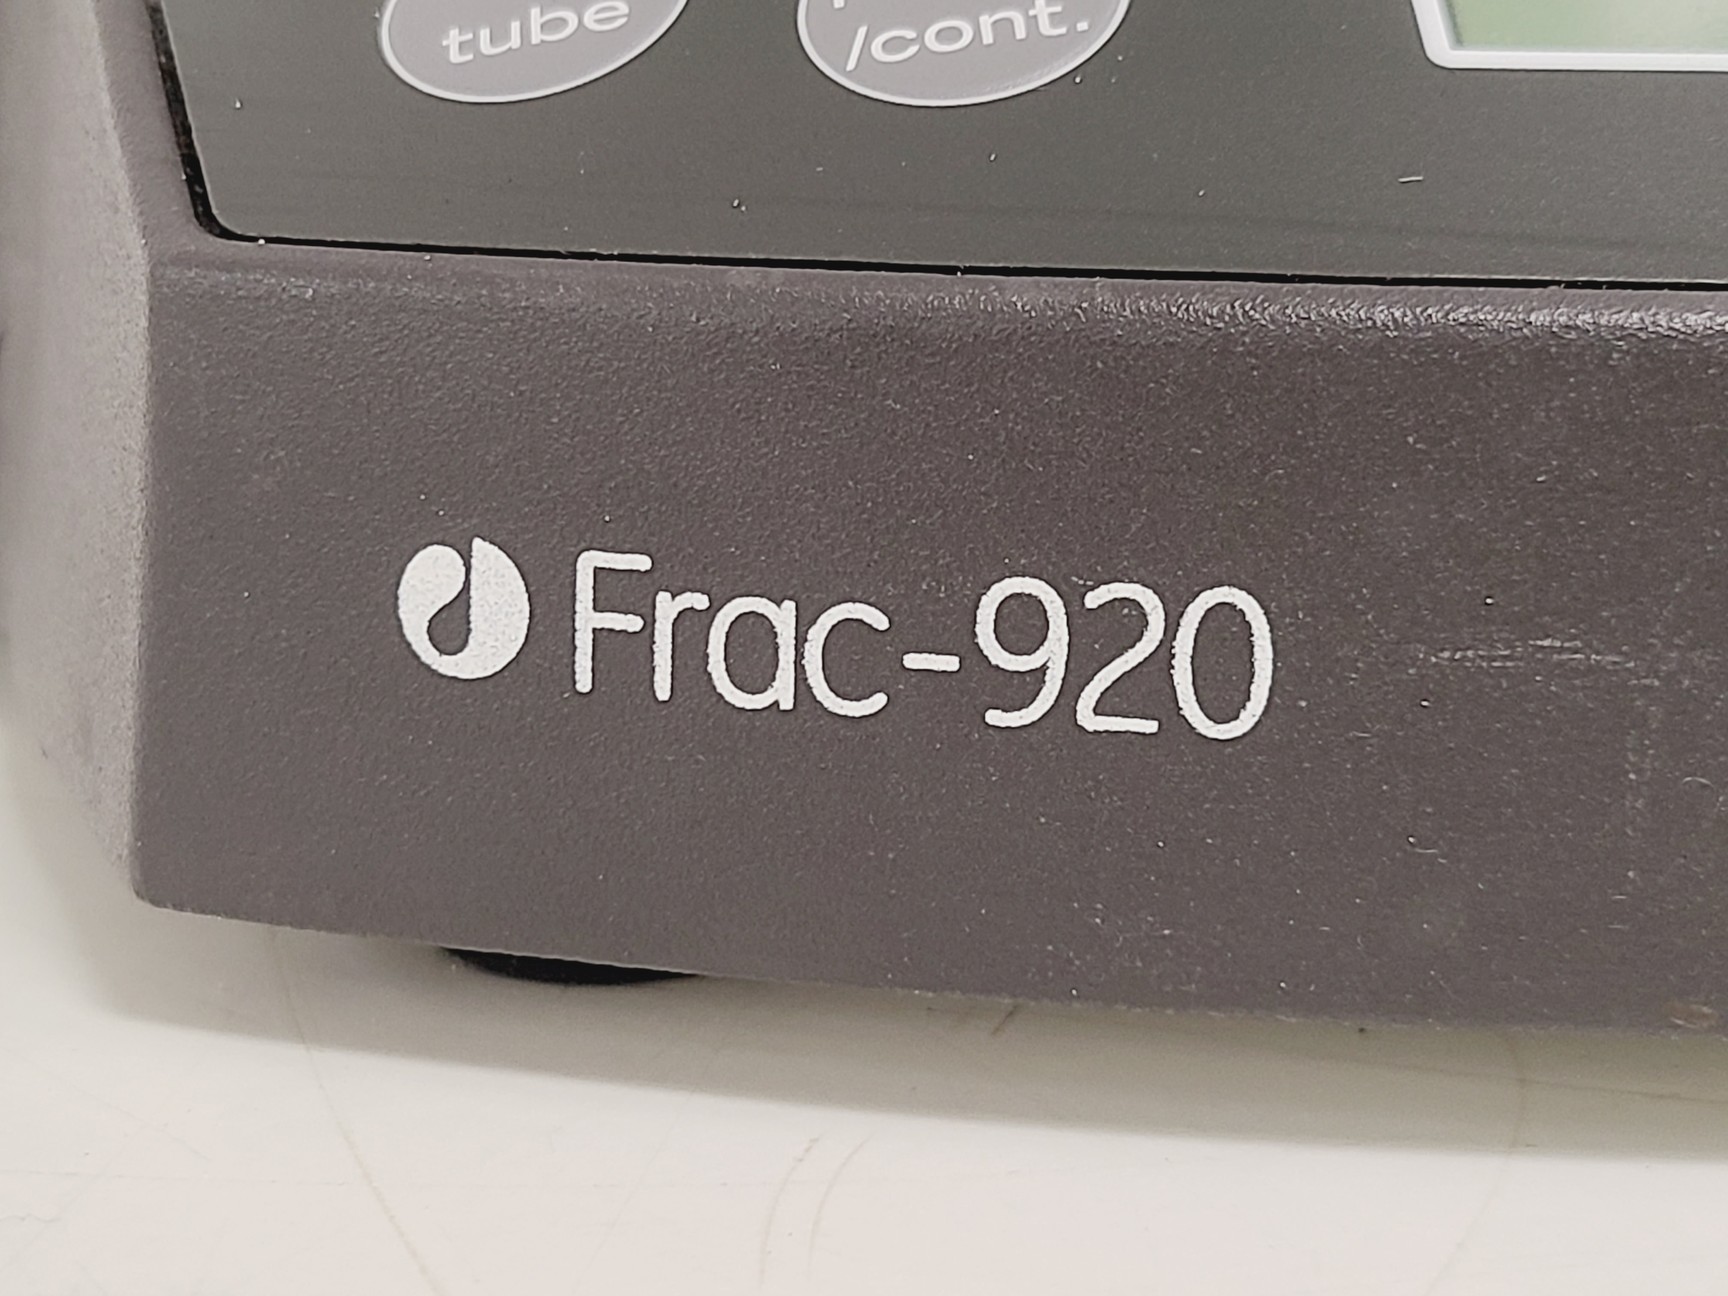 tube
/cont.
Frac-920